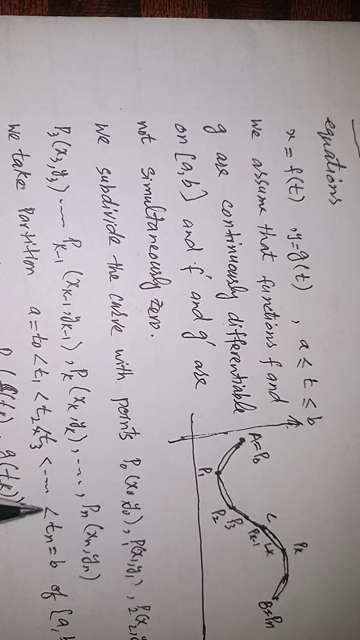 equations
x = f(t) , y = g(t) , a ≤ t ≤ b
we assume that functions f and
g are continuously differentiable
on [a,b] and f' and g' are
not simultaneously zero.
we subdivide the curve with points P₀(x₀,y₀), P₁(x₁,y₁), P₂(x₂,
P₃(x₃,y₃) ---- Pₖ₋₁(xₖ₋₁,yₖ₋₁), Pₖ(xₖ,yₖ), ----, Pₙ(xₙ,yₙ)
we take partition a = t₀ < t₁ < t₂ < t₃ < ---- < tₙ = b of [a,b
g(tₖ)
A = P₀
P₁
P₂
P₃
Pₖ₋₁
Lₖ
C
Pₖ
B = Pₙ